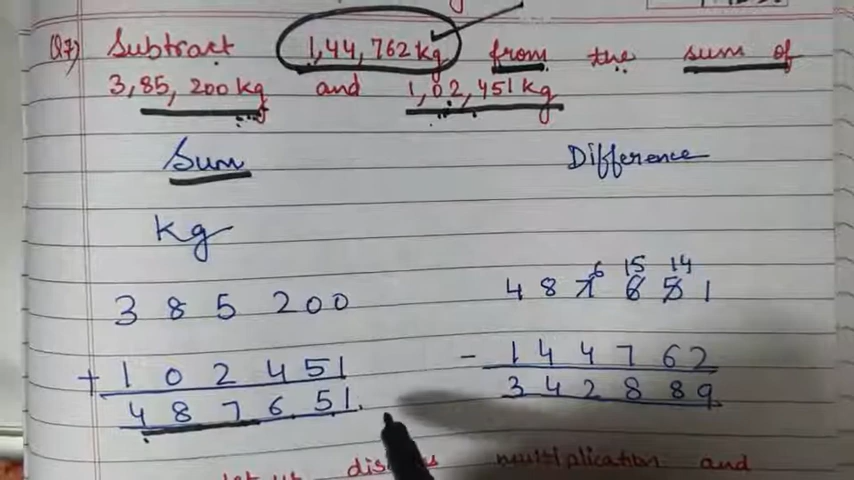 Q7) Subtract 1,44,762 kg from the sum of
3,85,200 kg and 1,02,451 kg
Sum
Difference
Kg
6 15 14
3 8 5 2 0 0
4 8 7 6 5 1
+ 1 0 2 4 5 1
- 1 4 4 7 6 2
4 8 7 6 5 1
3 4 2 8 8 9
multiplication and